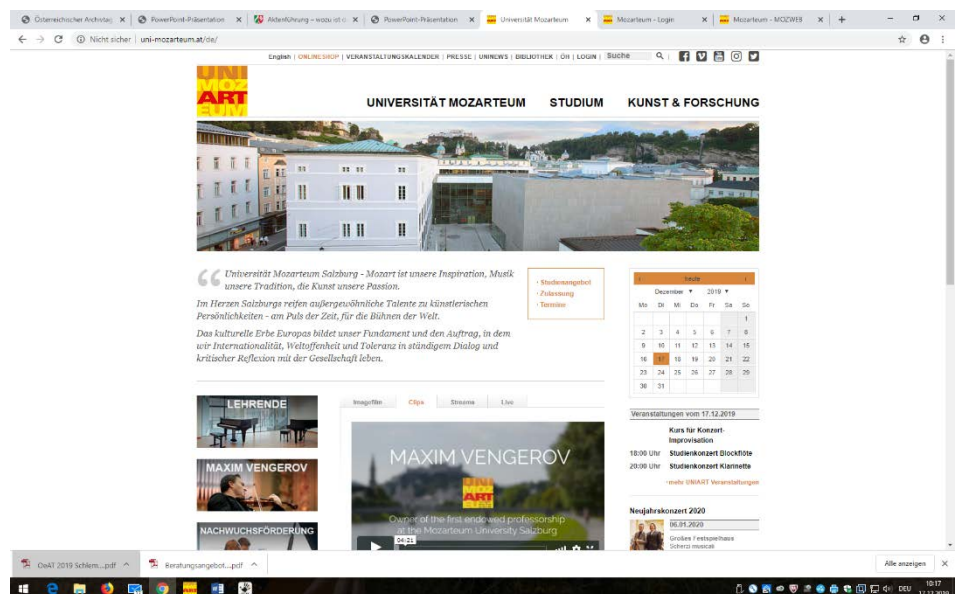 Österreichischer Archivtag
PowerPoint-Präsentation
Aktenführung – wozu ist d
PowerPoint-Präsentation
Universität Mozarteum
Mozarteum - Login
Mozarteum - MOZWEB
Nicht sicher | uni-mozarteum.at/de/
English | ONLINESHOP | VERANSTALTUNGSKALENDER | PRESSE | UNINEWS | BIBLIOTHEK | ÖH | LOGIN | Suche
UNI
MOZ
ART
EUM
UNIVERSITÄT MOZARTEUM STUDIUM KUNST & FORSCHUNG
Universität Mozarteum Salzburg - Mozart ist unsere Inspiration, Musik
unsere Tradition, die Kunst unsere Passion.
Im Herzen Salzburgs reifen außergewöhnliche Talente zu künstlerischen
Persönlichkeiten - am Puls der Zeit, für die Bühnen der Welt.
Das kulturelle Erbe Europas bildet unser Fundament und den Auftrag, in dem
wir Internationalität, Weltoffenheit und Toleranz in ständigem Dialog und
kritischer Reflexion mit der Gesellschaft leben.
Studienangebot
Zulassung
Termine
heute
Dezember 2019
Mo Di Mi Do Fr Sa So
1
2 3 4 5 6 7 8
9 10 11 12 13 14 15
16 17 18 19 20 21 22
23 24 25 26 27 28 29
30 31
LEHRENDE
MAXIM VENGEROV
NACHWUCHSFÖRDERUNG
Imagefilm Clips Streams Live
MAXIM VENGEROV
UNI
MOZ
ART
EUM
Owner of the first endowed professorship
at the Mozarteum University Salzburg
04:21
Veranstaltungen vom 17.12.2019
Kurs für Konzert-
Improvisation
18:00 Uhr Studienkonzert Blockflöte
20:00 Uhr Studienkonzert Klarinette
mehr UNIART Veranstaltungen
Neujahrskonzert 2020
06.01.2020
Großes Festspielhaus
Scherzi musicali
OeAT 2019 Schlem....pdf
Beratungsangebot....pdf
Alle anzeigen
DEU
10:17
17.12.2019